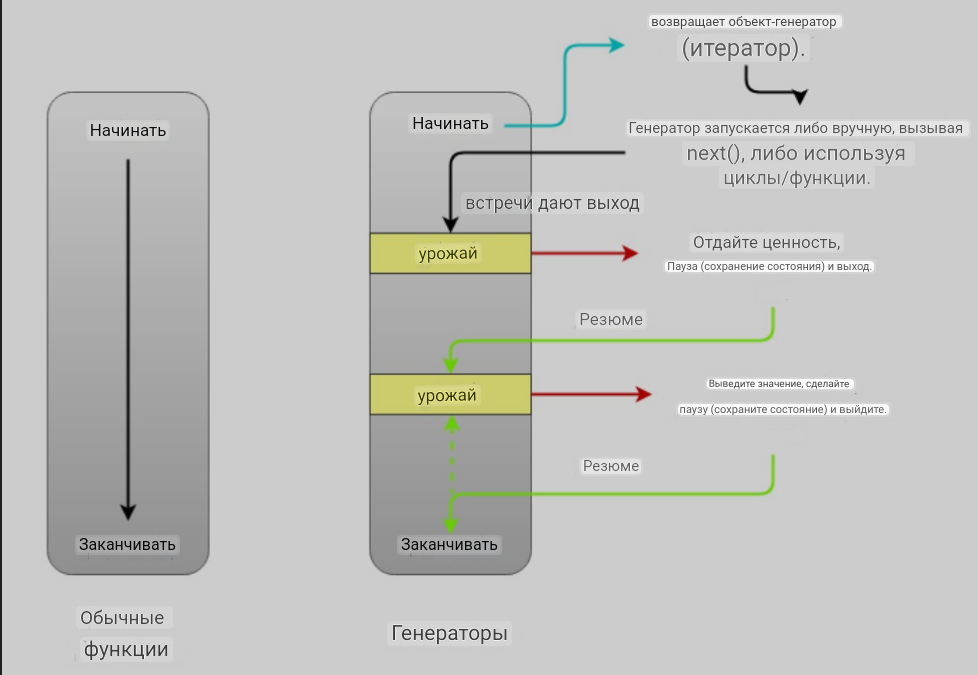 возвращает объект-генератор
(итератор).
Начинать
Начинать
Генератор запускается либо вручную, вызывая
next(), либо используя
циклы/функции.
встречи дают выход
урожай
Отдайте ценность,
Пауза (сохранение состояния) и выход.
Резюме
урожай
Выведите значение, сделайте
паузу (сохраните состояние) и выйдите.
Резюме
Заканчивать
Заканчивать
Обычные
функции
Генераторы